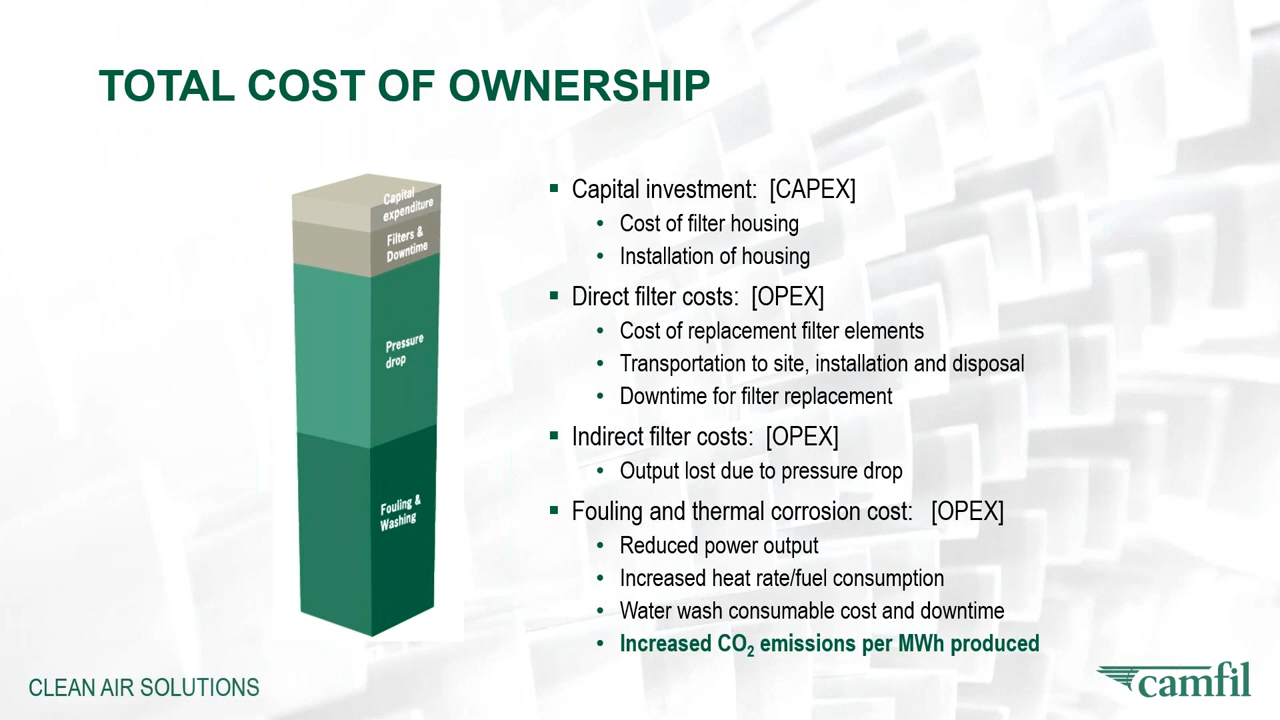 TOTAL COST OF OWNERSHIP
Capital
expenditure
Filters &
Downtime
Pressure
drop
Fouling &
Washing
▪ Capital investment: [CAPEX]
• Cost of filter housing
• Installation of housing
▪ Direct filter costs: [OPEX]
• Cost of replacement filter elements
• Transportation to site, installation and disposal
• Downtime for filter replacement
▪ Indirect filter costs: [OPEX]
• Output lost due to pressure drop
▪ Fouling and thermal corrosion cost: [OPEX]
• Reduced power output
• Increased heat rate/fuel consumption
• Water wash consumable cost and downtime
• Increased CO₂ emissions per MWh produced
CLEAN AIR SOLUTIONS
camfil